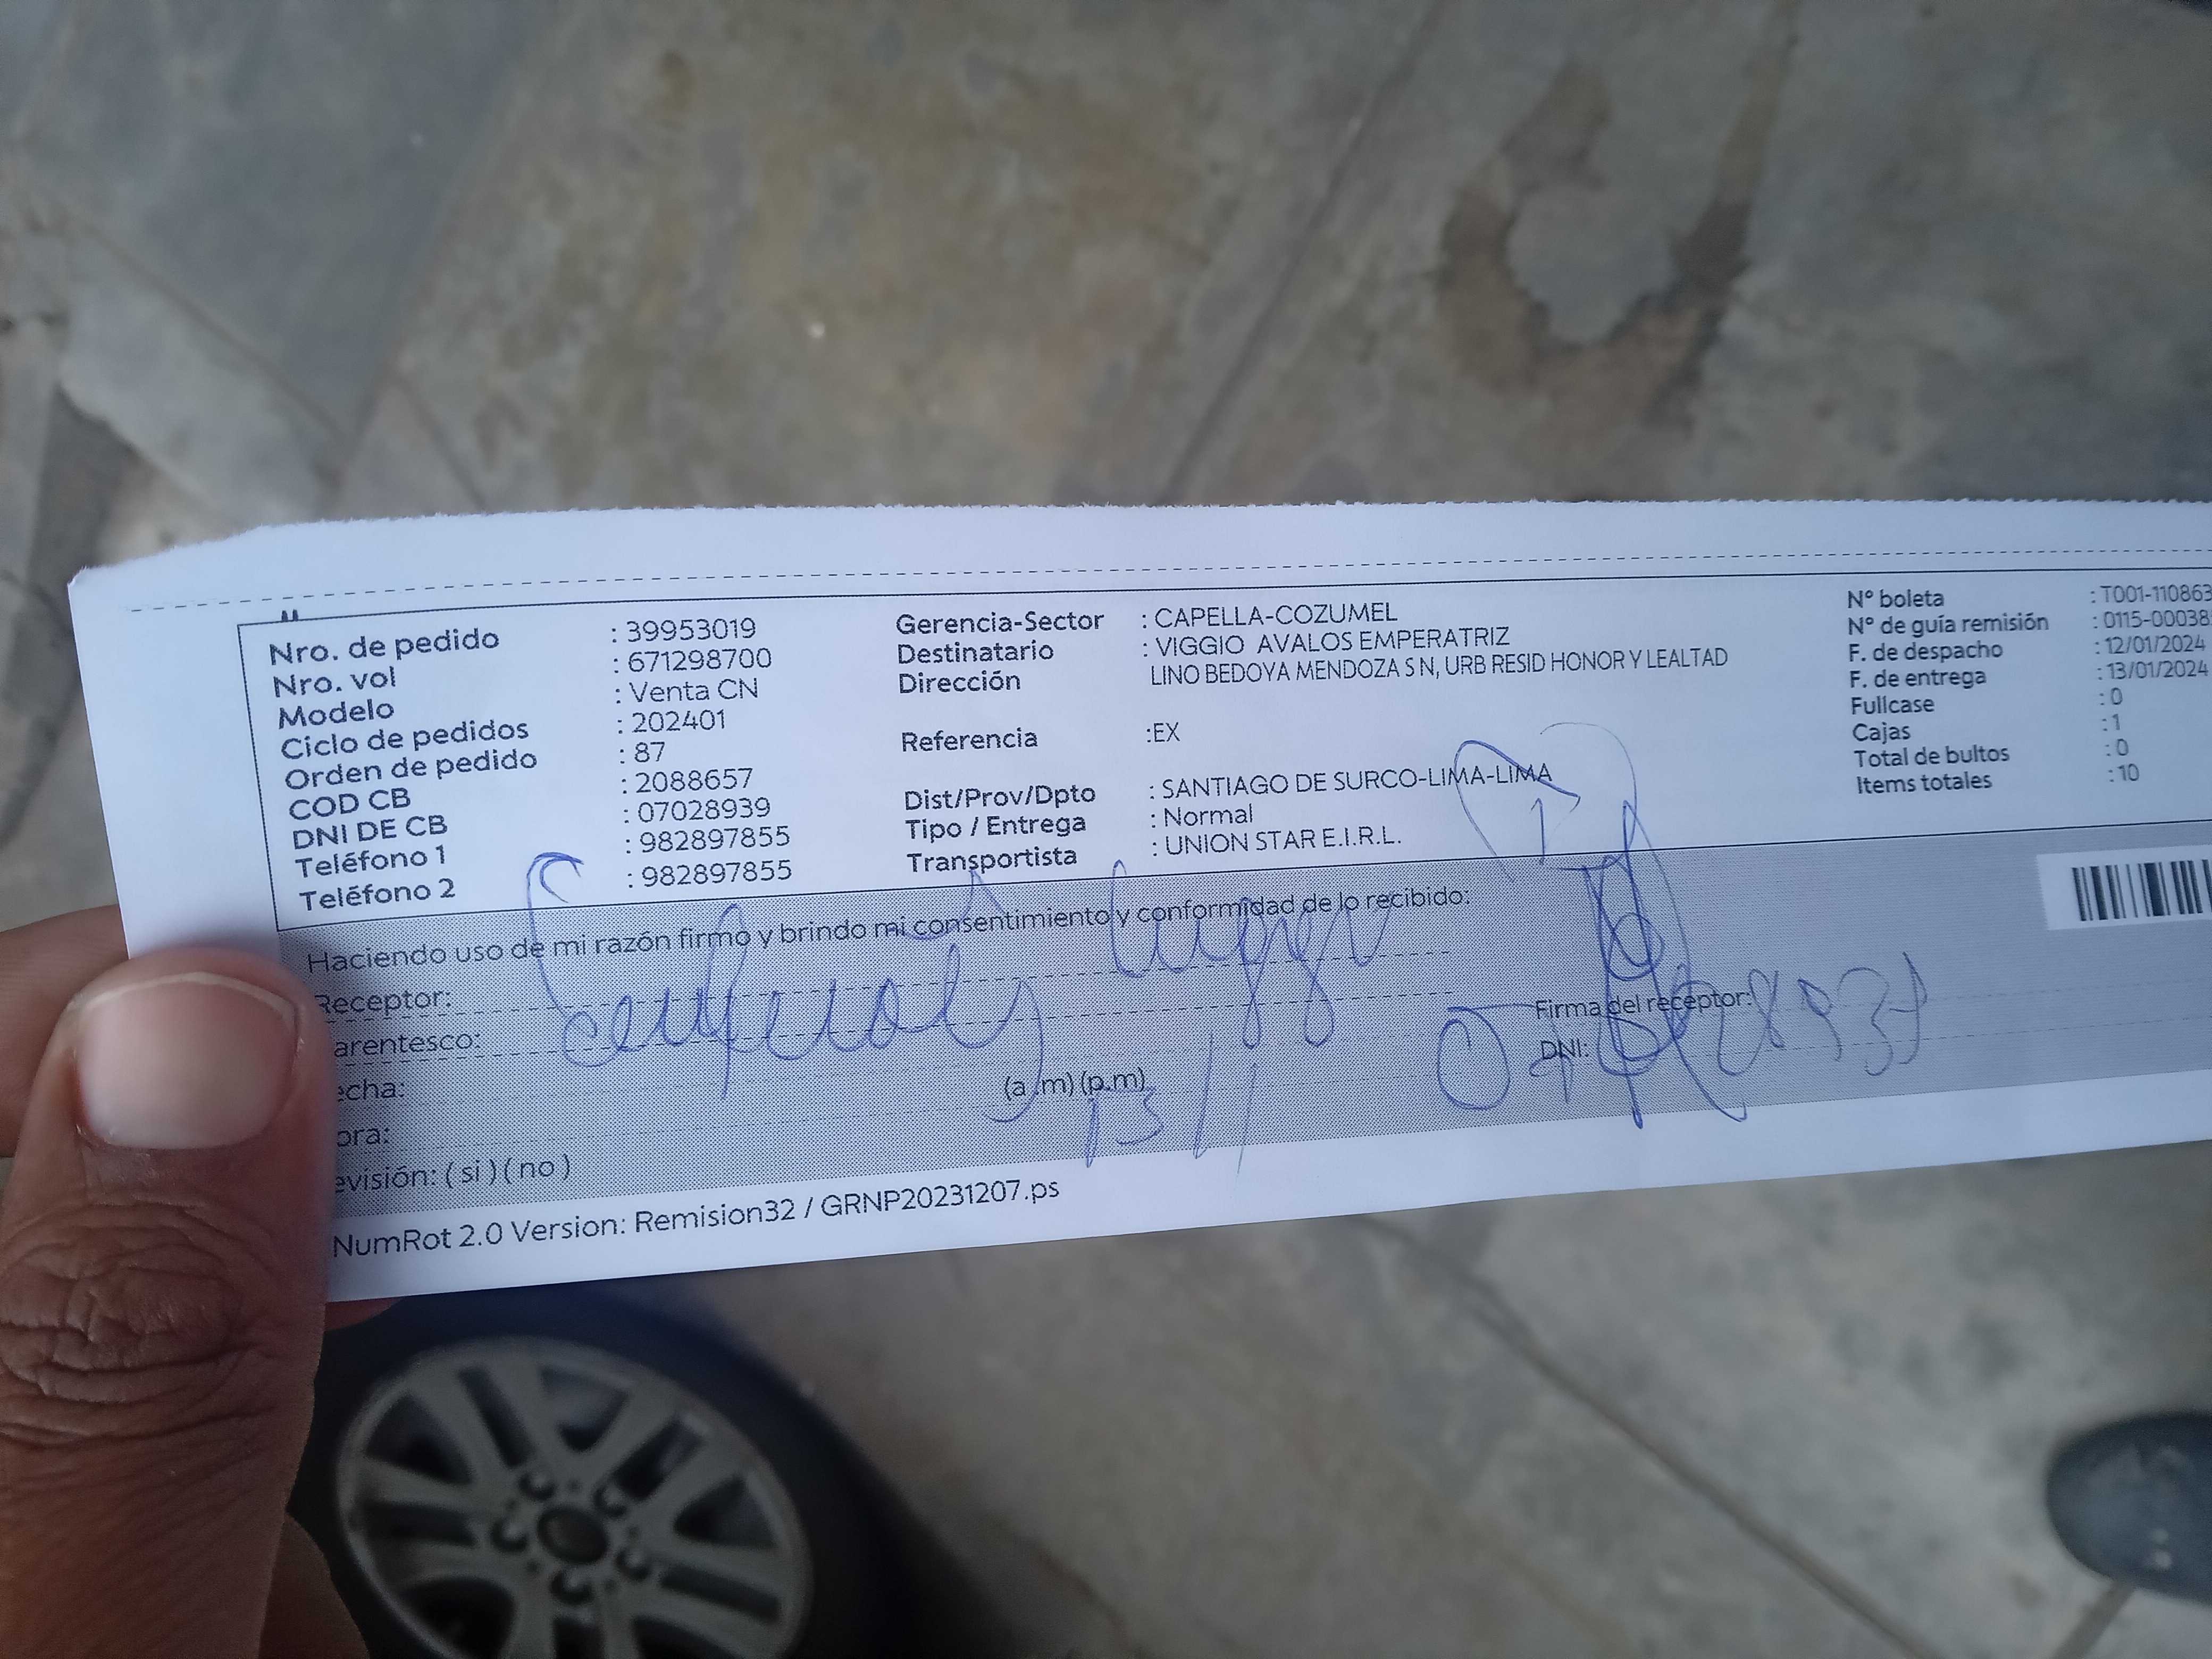 Nro. de pedido : 39953019
Nro. vol : 671298700
Modelo : Venta CN
Ciclo de pedidos : 202401
Orden de pedido : 87
COD CB : 2088657
DNI DE CB : 07028939
Teléfono 1 : 982897855
Teléfono 2 : 982897855
Gerencia-Sector : CAPELLA-COZUMEL
Destinatario : VIGGIO AVALOS EMPERATRIZ
Dirección LINO BEDOYA MENDOZA S N, URB RESID HONOR Y LEALTAD
Referencia :EX
Dist/Prov/Dpto : SANTIAGO DE SURCO-LIMA-LIMA
Tipo / Entrega : Normal
Transportista : UNION STAR E.I.R.L.
N° boleta : T001-110863
N° de guía remisión : 0115-00038
F. de despacho : 12/01/2024
F. de entrega : 13/01/2024
Fullcase : 0
Cajas : 1
Total de bultos : 0
Items totales : 10
Haciendo uso de mi razón firmo y brindo mi consentimiento y conformidad de lo recibido:
Receptor:
arentesco:
echa:
ora: (a.m) (p.m)
13/1
evisión: ( si ) ( no )
Firma del receptor:
DNI: 07028939
NumRot 2.0 Version: Remision32 / GRNP20231207.ps